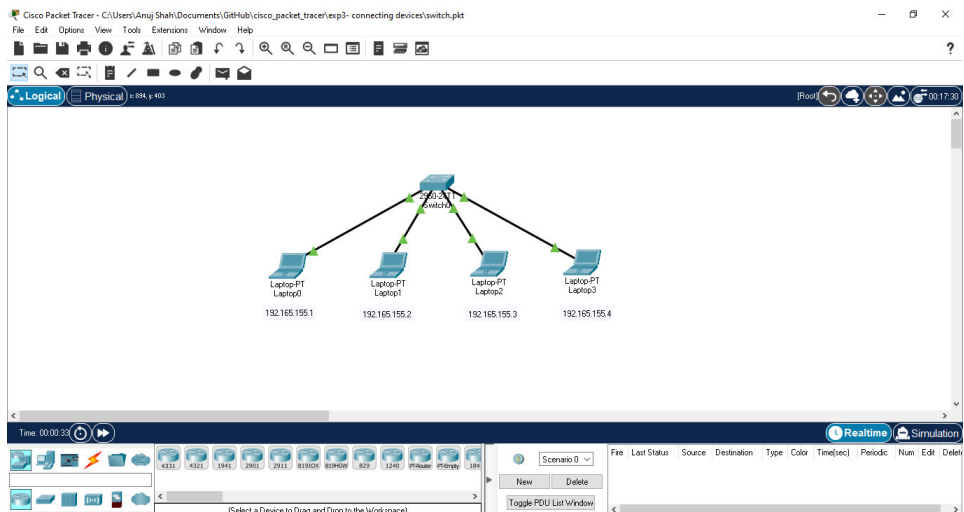 Cisco Packet Tracer - C:\Users\Anuj Shah\Documents\GitHub\cisco_packet_tracer\exp3- connecting devices\switch.pkt
File Edit Options View Tools Extensions Window Help
?
Logical Physical x: 894, y: 403 [Root] 00:17:30
2960-24TT
Switch0
Laptop-PT
Laptop0
Laptop-PT
Laptop1
Laptop-PT
Laptop2
Laptop-PT
Laptop3
192.165.155.1
192.165.155.2
192.165.155.3
192.165.155.4
Time: 00:00:33 Realtime Simulation
4331 4321 1941 2901 2911 819IOX 819HGW 829 1240 PT-Router PT-Empty 184
Scenario 0
New Delete
Toggle PDU List Window
Fire Last Status Source Destination Type Color Time(sec) Periodic Num Edit Delet
(Select a Device to Drag and Drop to the Workspace)